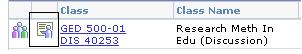 Class Class Name
GED 500-01 Research Meth In
DIS 40253 Edu (Discussion)